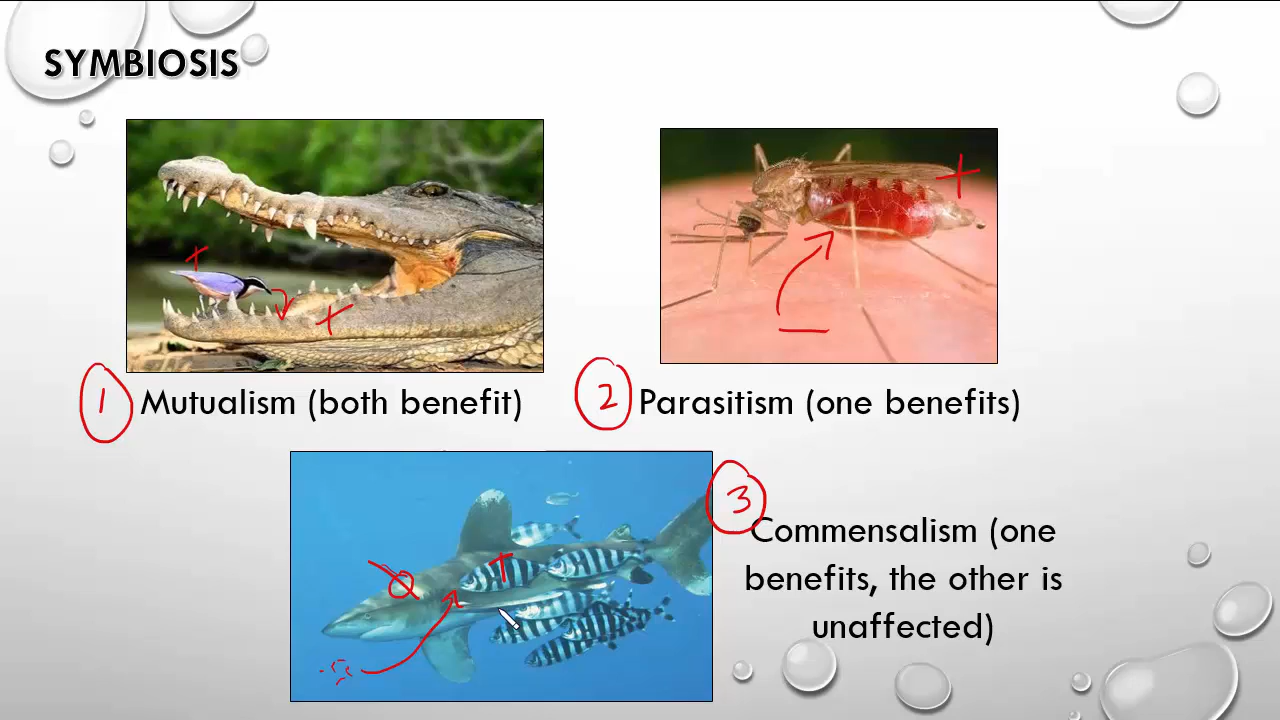 SYMBIOSIS
+
+
+
–
1 Mutualism (both benefit)
2 Parasitism (one benefits)
+
Ø
3
Commensalism (one
benefits, the other is
unaffected)